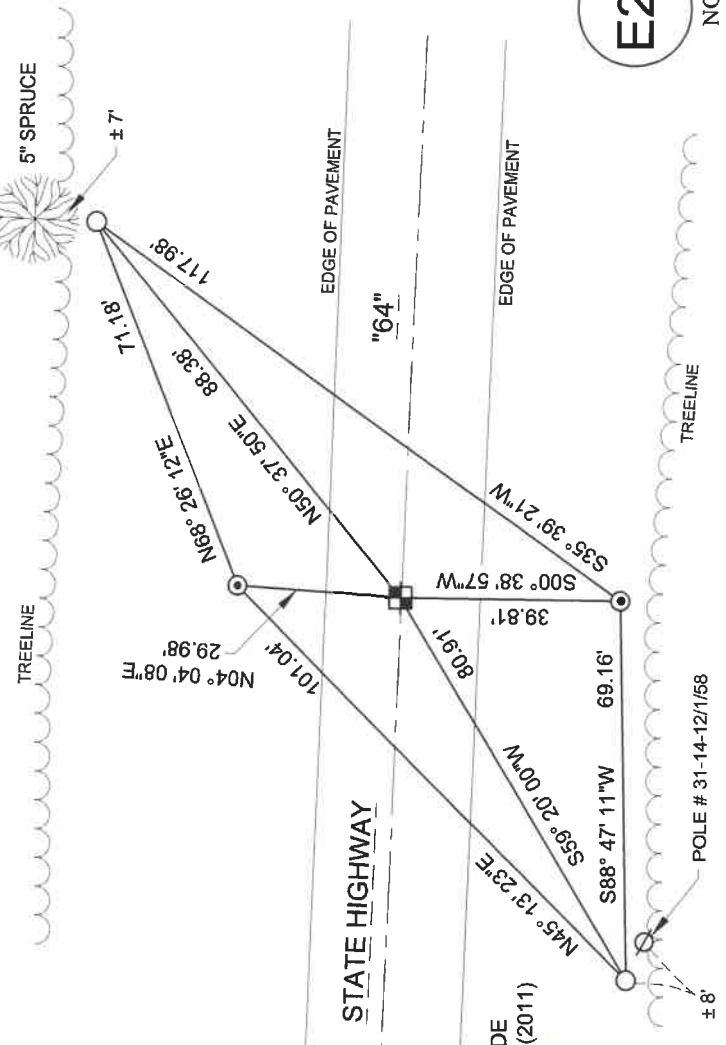 5" SPRUCE
± 7'
TREELINE
71.18'
N68° 26' 12"E
88.38'
N50° 37' 50"E
117.98'
S35° 39' 21"W
EDGE OF PAVEMENT
"64"
EDGE OF PAVEMENT
E2
NO
N04° 04' 08"E
29.98'
101.04'
N45° 13' 23"E
STATE HIGHWAY
80.91'
S59° 20' 00"W
S00° 38' 57"W
39.81'
69.16'
S88° 47' 11"W
TREELINE
POLE # 31-14-12/1/58
DE
(2011)
± 8'